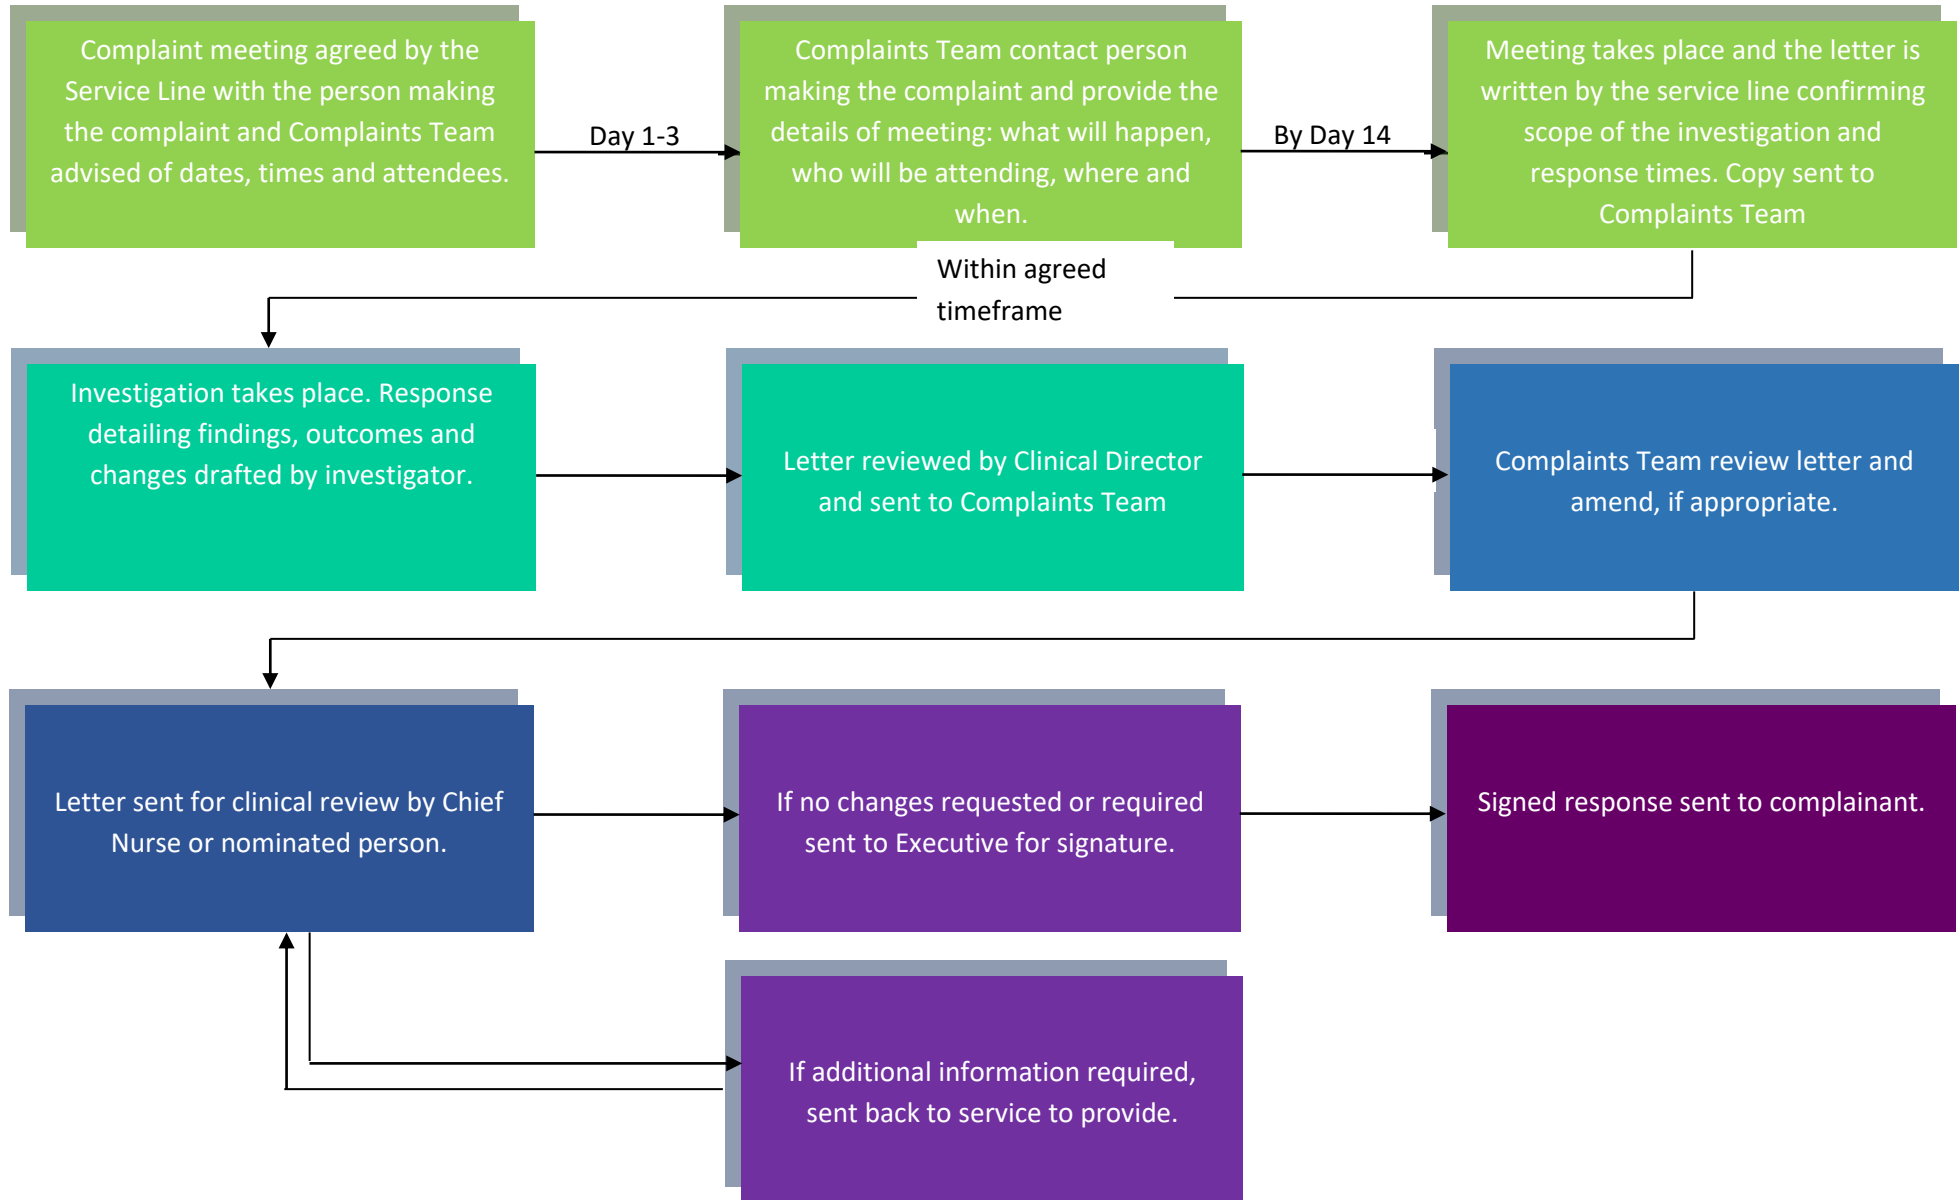 Complaint meeting agreed by the
Service Line with the person making
the complaint and Complaints Team
advised of dates, times and attendees.
Day 1-3
Complaints Team contact person
making the complaint and provide the
details of meeting: what will happen,
who will be attending, where and
when.
By Day 14
Meeting takes place and the letter is
written by the service line confirming
scope of the investigation and
response times. Copy sent to
Complaints Team
Within agreed
timeframe
Investigation takes place. Response
detailing findings, outcomes and
changes drafted by investigator.
Letter reviewed by Clinical Director
and sent to Complaints Team
Complaints Team review letter and
amend, if appropriate.
Letter sent for clinical review by Chief
Nurse or nominated person.
If no changes requested or required
sent to Executive for signature.
Signed response sent to complainant.
If additional information required,
sent back to service to provide.